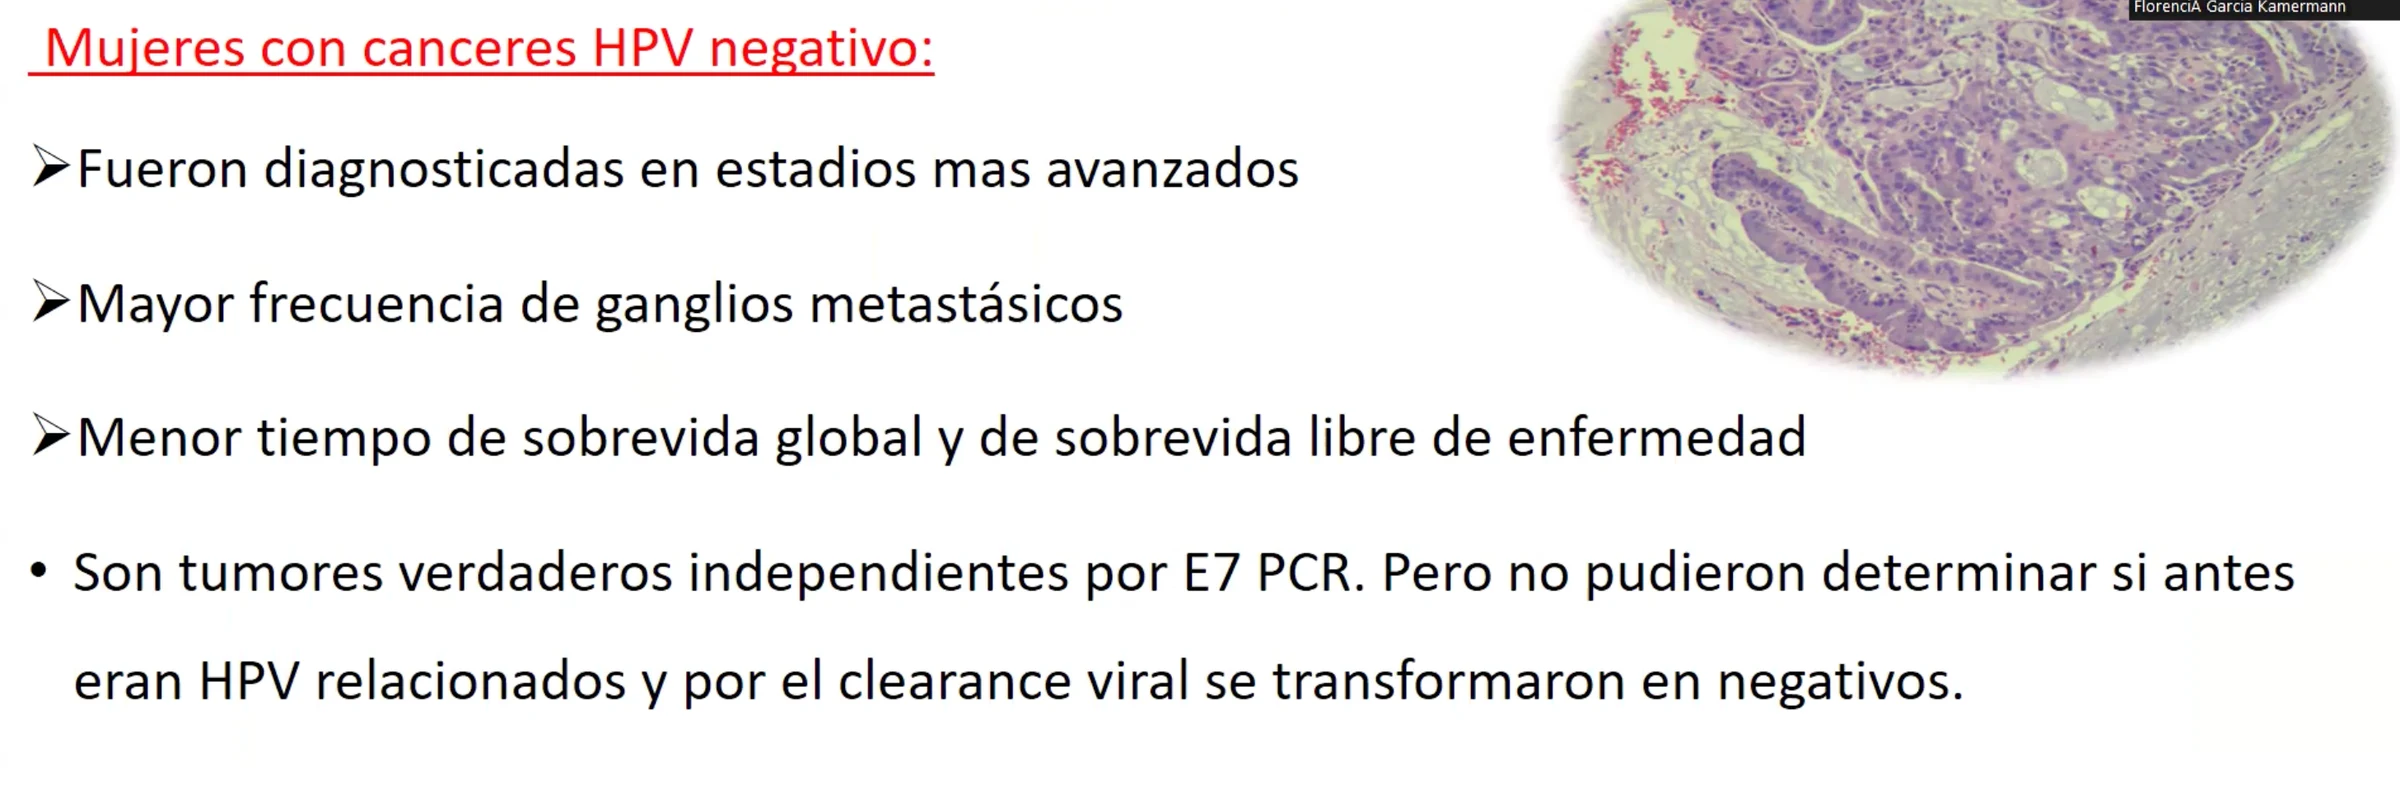 FlorenciA Garcia Kamermann
Mujeres con canceres HPV negativo:
➢Fueron diagnosticadas en estadios mas avanzados
➢Mayor frecuencia de ganglios metastásicos
➢Menor tiempo de sobrevida global y de sobrevida libre de enfermedad
• Son tumores verdaderos independientes por E7 PCR. Pero no pudieron determinar si antes
eran HPV relacionados y por el clearance viral se transformaron en negativos.